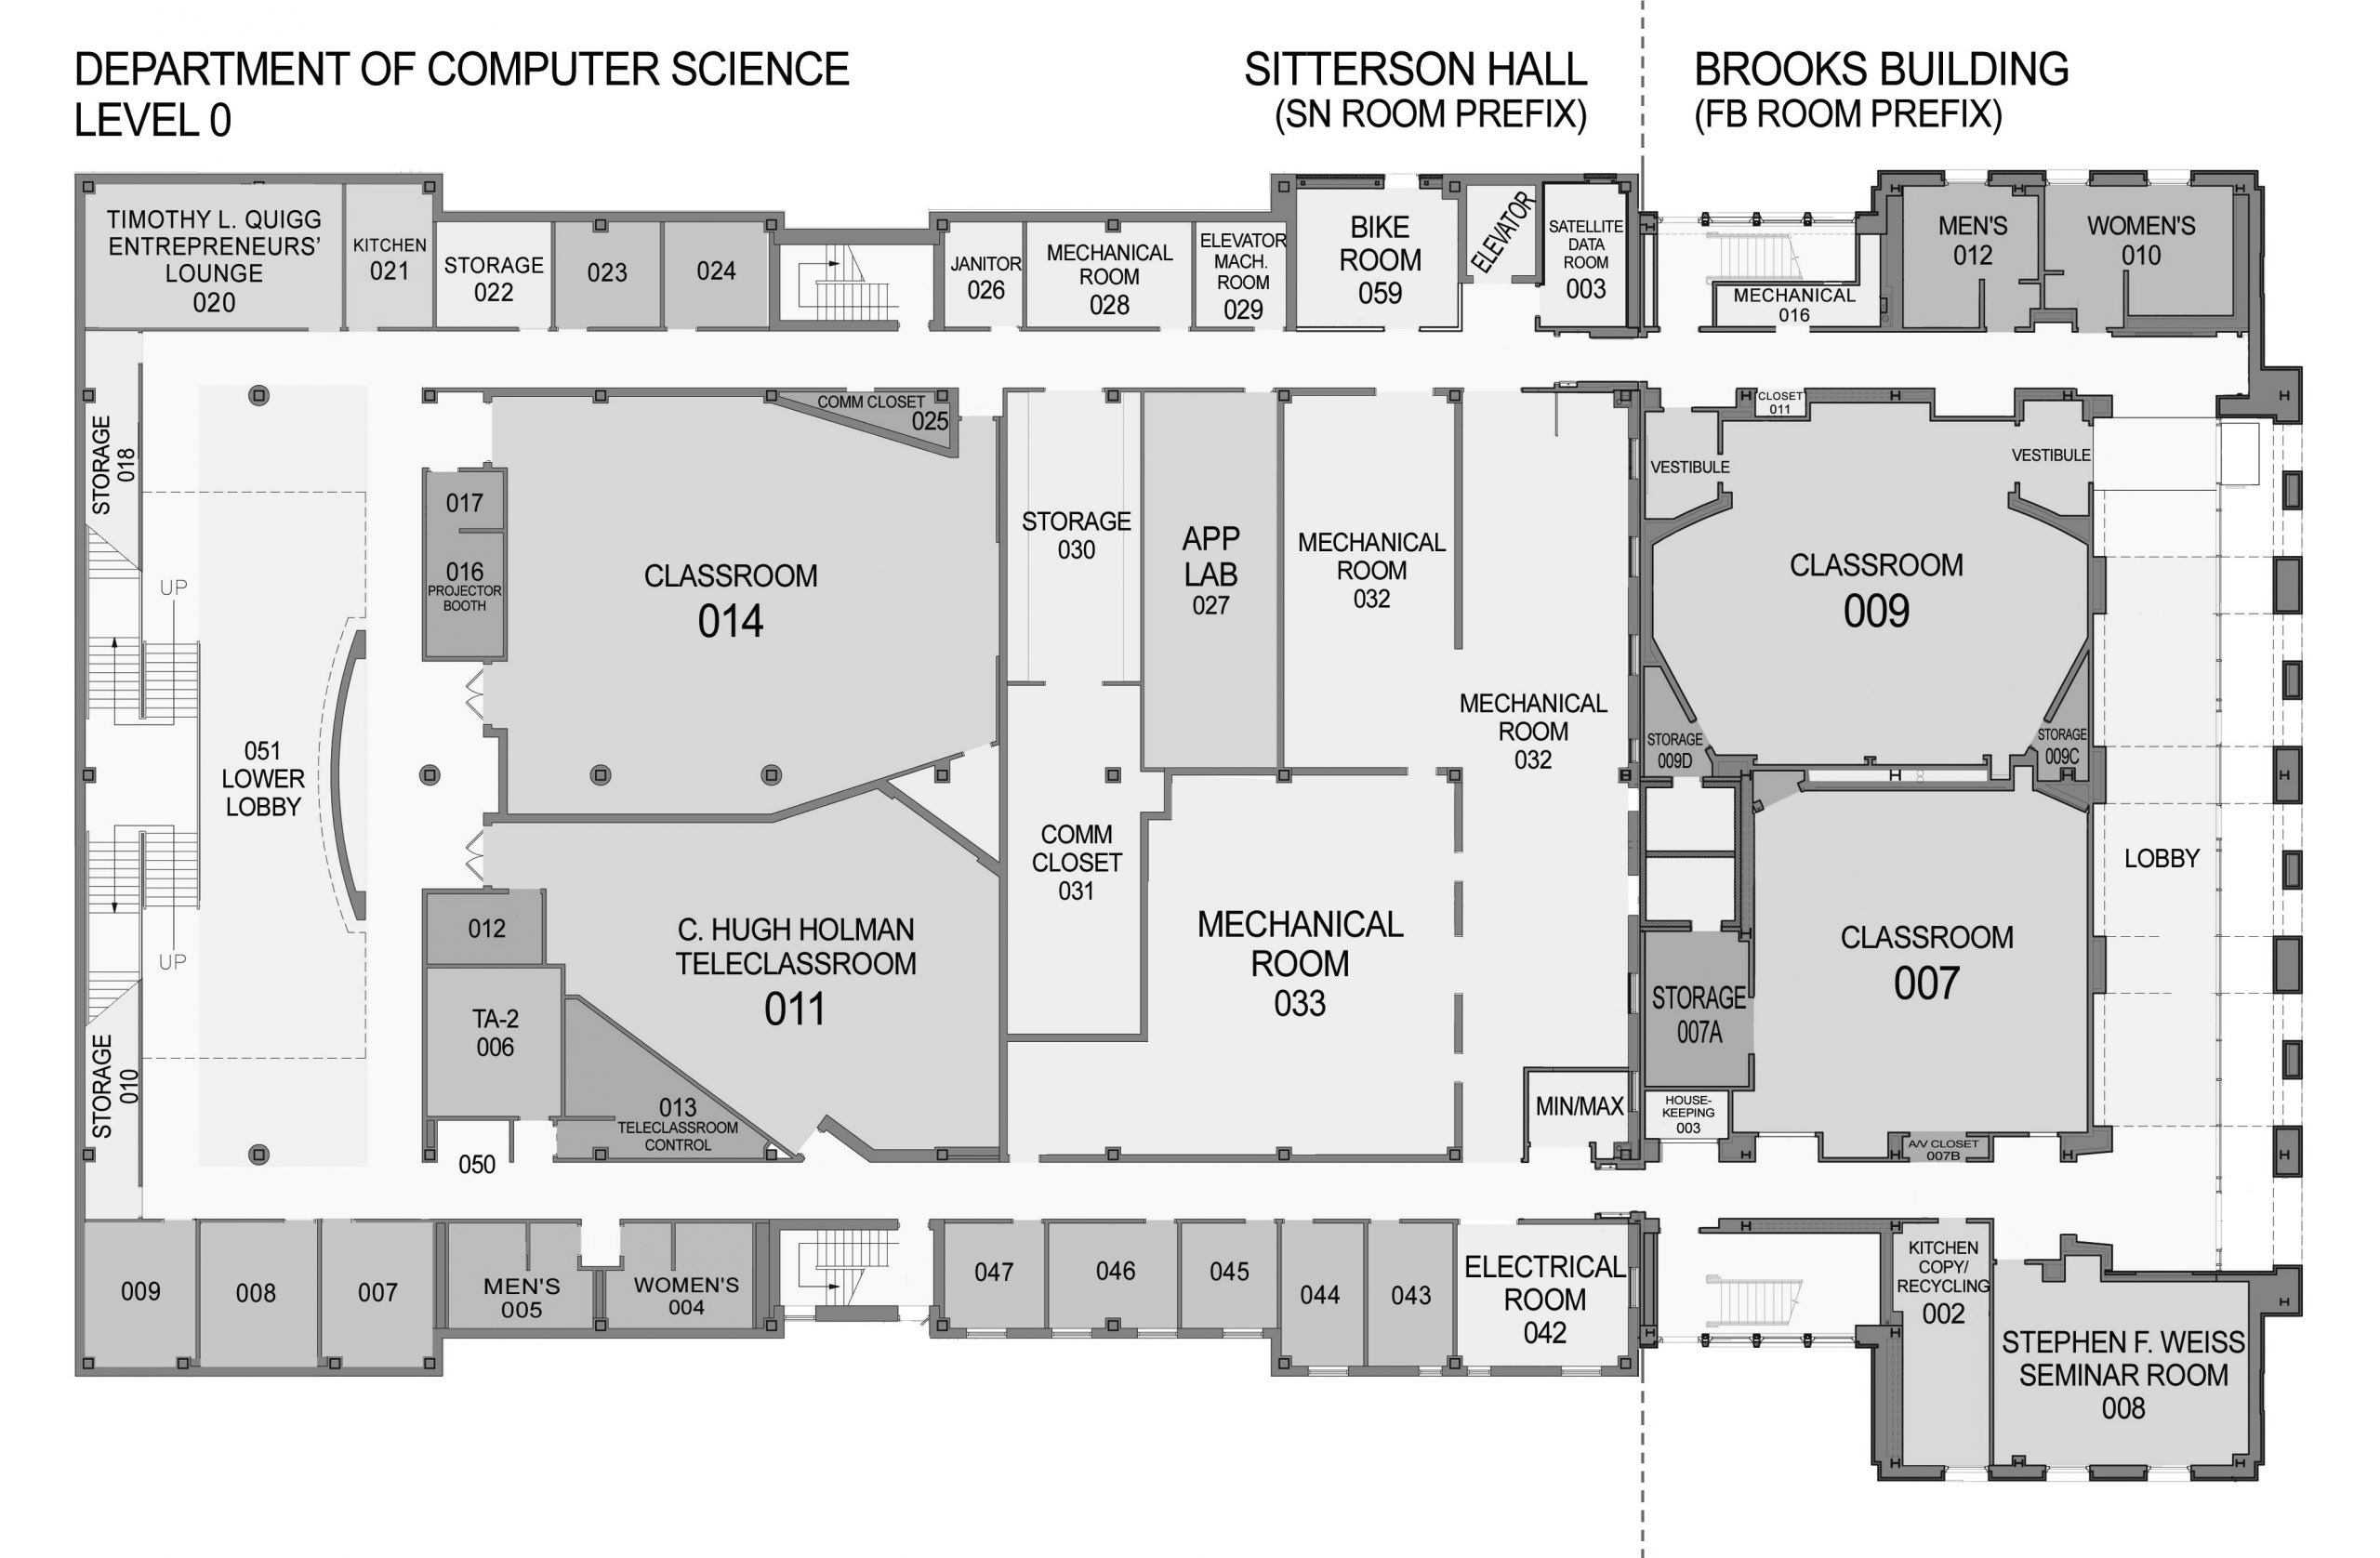 DEPARTMENT OF COMPUTER SCIENCE
LEVEL 0
SITTERSON HALL
(SN ROOM PREFIX)
BROOKS BUILDING
(FB ROOM PREFIX)
TIMOTHY L. QUIGG
ENTREPRENEURS'
LOUNGE
020
KITCHEN
021
STORAGE
022
023
024
JANITOR
026
MECHANICAL
ROOM
028
ELEVATOR
MACH.
ROOM
029
BIKE
ROOM
059
ELEVATOR
SATELLITE
DATA
ROOM
003
MECHANICAL
016
MEN'S
012
WOMEN'S
010
STORAGE
018
COMM CLOSET
025
017
016
PROJECTOR
BOOTH
CLASSROOM
014
STORAGE
030
APP
LAB
027
MECHANICAL
ROOM
032
MECHANICAL
ROOM
032
CLOSET
011
VESTIBULE
VESTIBULE
CLASSROOM
009
STORAGE
009D
STORAGE
009C
UP
051
LOWER
LOBBY
UP
COMM
CLOSET
031
MECHANICAL
ROOM
033
LOBBY
012
TA-2
006
C. HUGH HOLMAN
TELECLASSROOM
011
CLASSROOM
007
STORAGE
007A
STORAGE
010
013
TELECLASSROOM
CONTROL
050
MIN/MAX
HOUSE-
KEEPING
003
A/V CLOSET
007B
009
008
007
MEN'S
005
WOMEN'S
004
047
046
045
044
043
ELECTRICAL
ROOM
042
KITCHEN
COPY/
RECYCLING
002
STEPHEN F. WEISS
SEMINAR ROOM
008